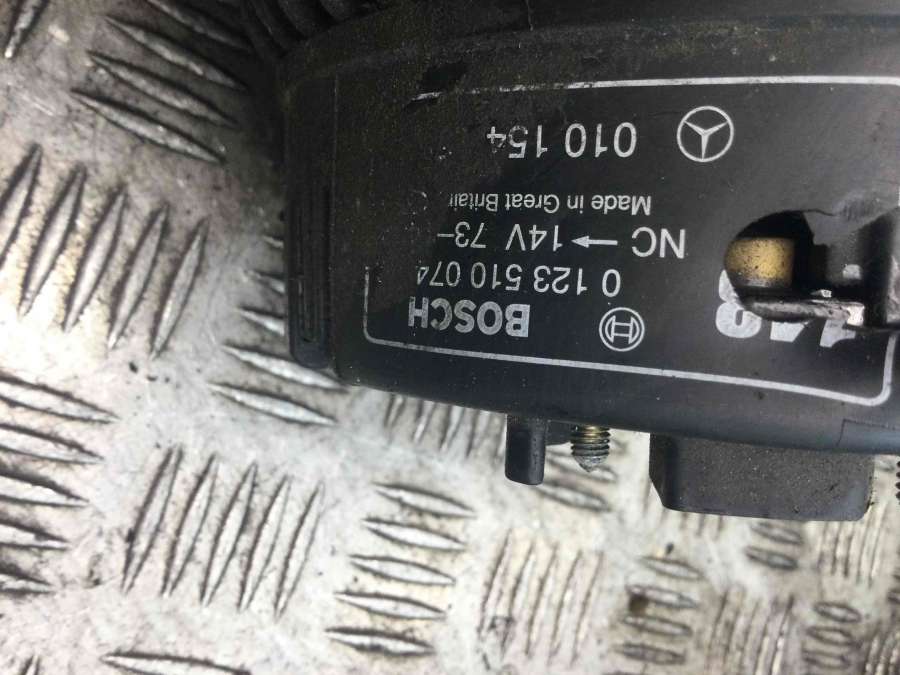 BOSCH
0 123 510 074
NC 14V 73-
Made in Great Britain
010 154